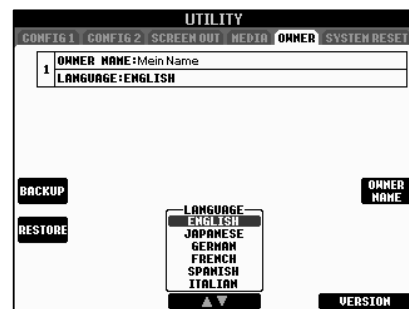 UTILITY
CONFIG 1 CONFIG 2 SCREEN OUT MEDIA OWNER SYSTEM RESET
1
OWNER NAME:Mein Name
LANGUAGE:ENGLISH
BACKUP
OWNER NAME
RESTORE
LANGUAGE
ENGLISH
JAPANESE
GERMAN
FRENCH
SPANISH
ITALIAN
▲▼
VERSION